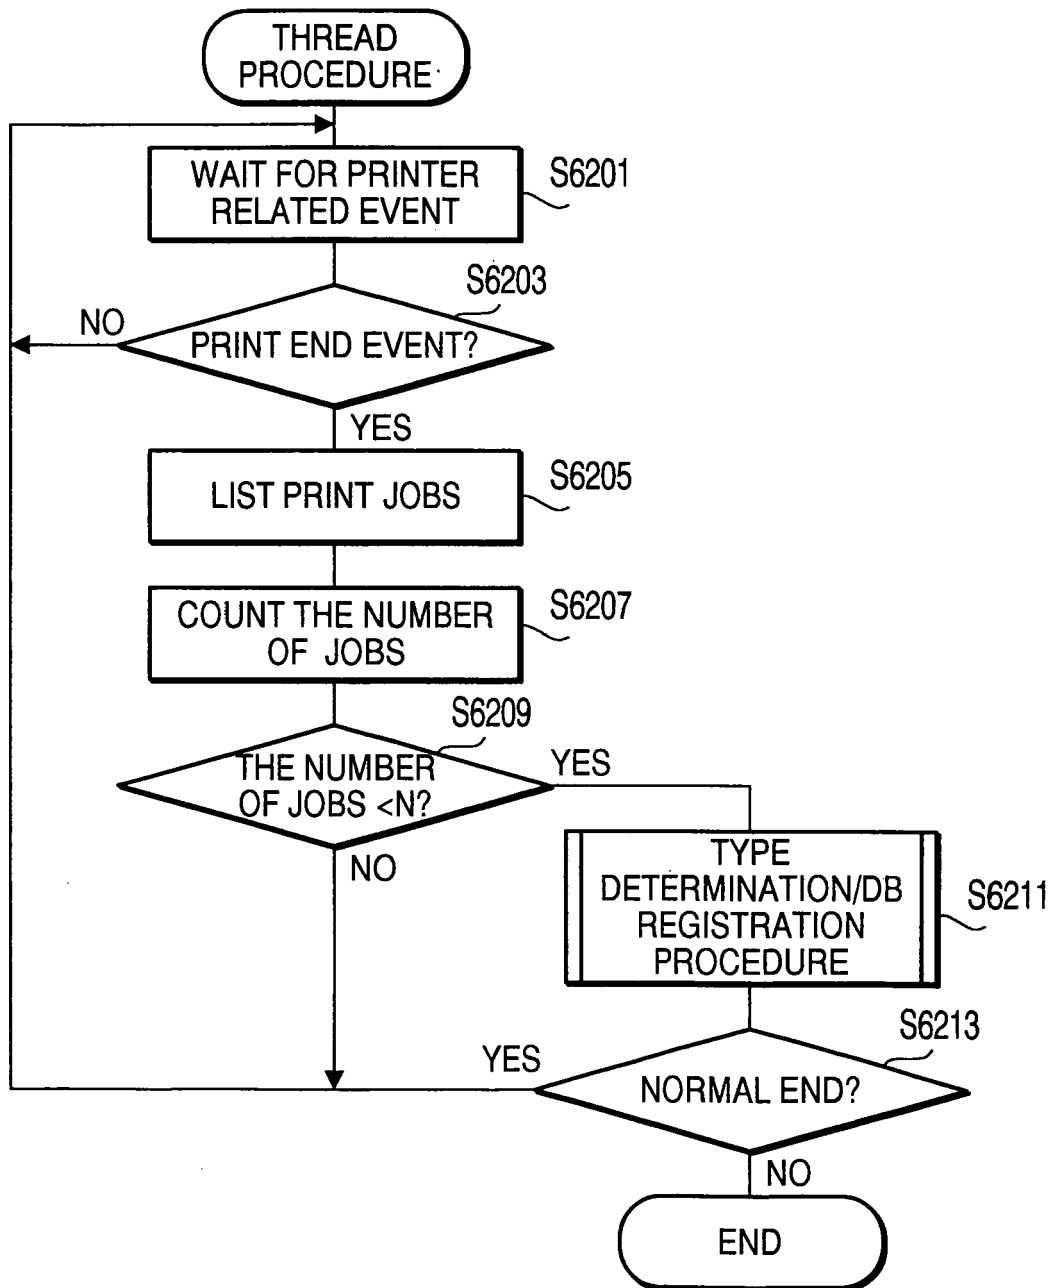 THREAD
PROCEDURE
WAIT FOR PRINTER
RELATED EVENT
S6201
S6203
NO
PRINT END EVENT?
YES
LIST PRINT JOBS
S6205
COUNT THE NUMBER
OF JOBS
S6207
S6209
THE NUMBER
OF JOBS <N?
YES
NO
TYPE
DETERMINATION/DB
REGISTRATION
PROCEDURE
S6211
S6213
YES
NORMAL END?
NO
END